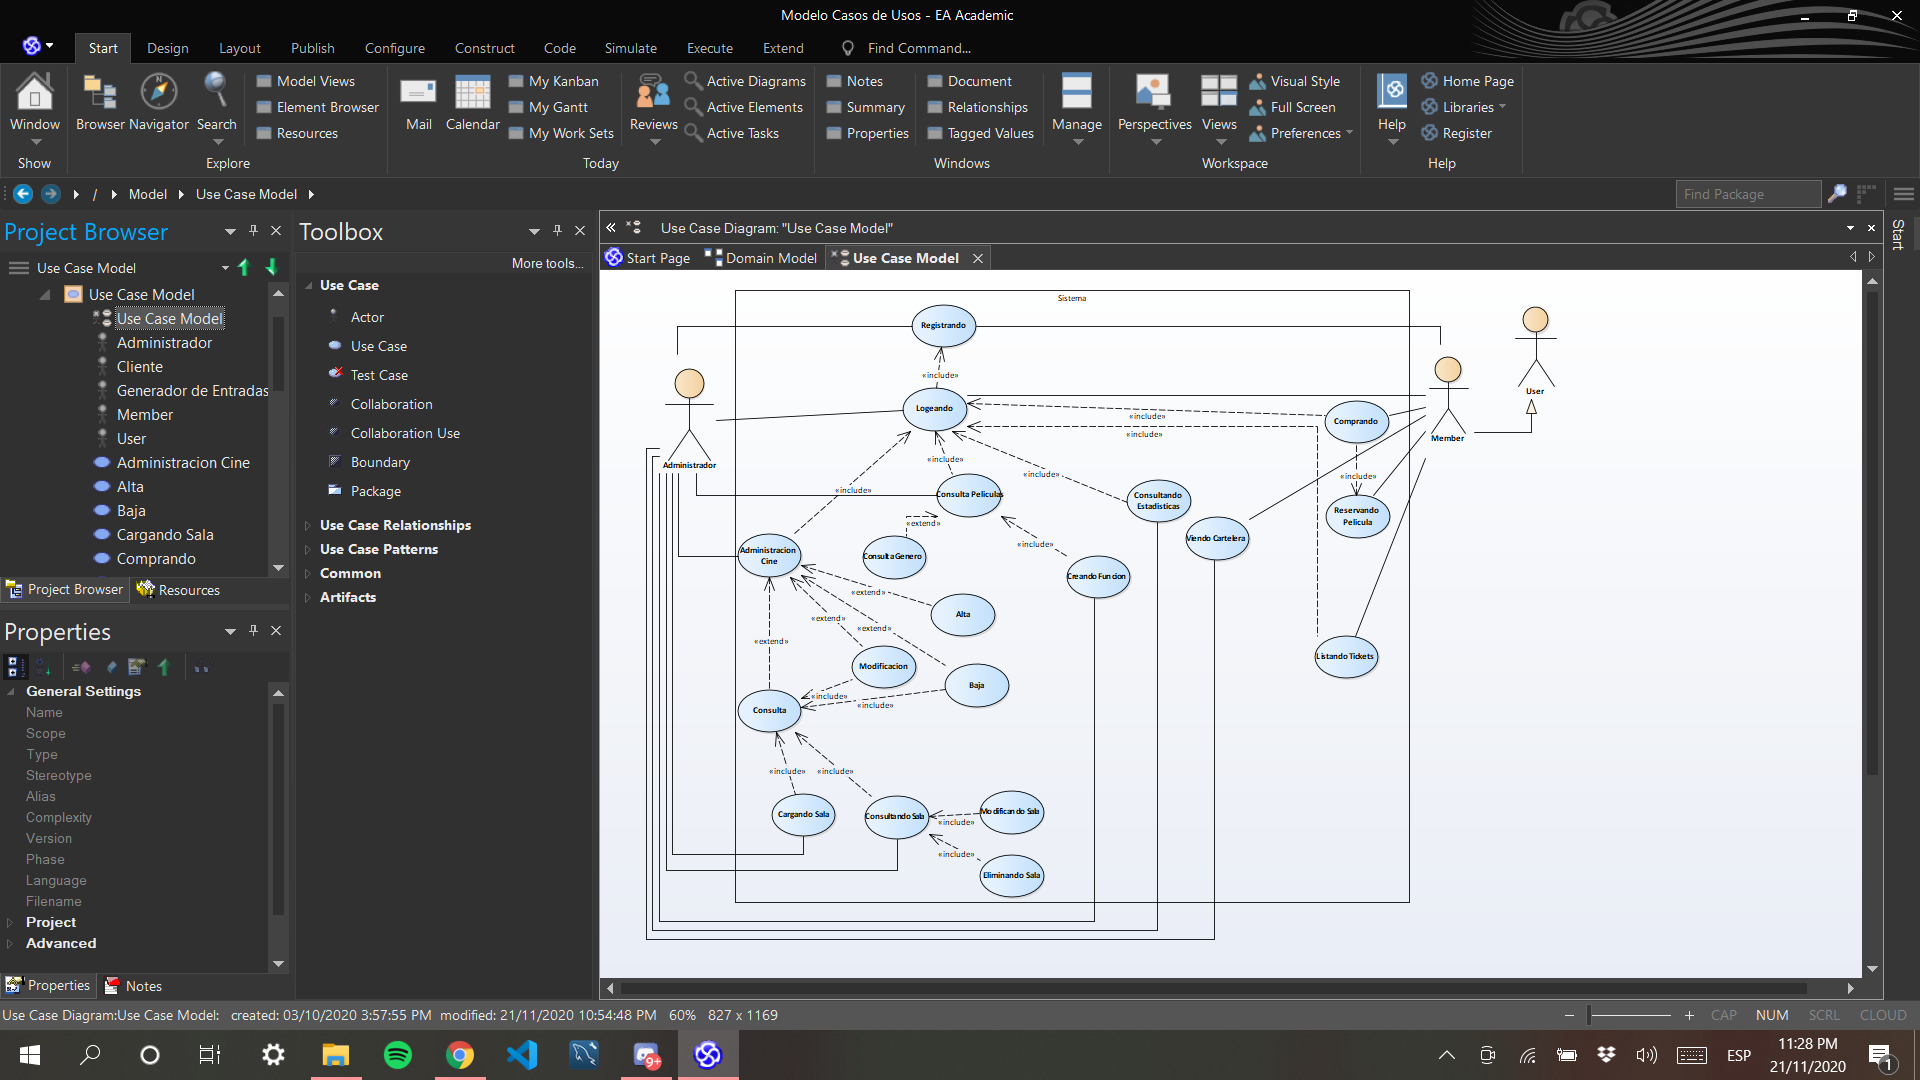 Modelo Casos de Usos - EA Academic
Start Design Layout Publish Configure Construct Code Simulate Execute Extend Find Command...
Window Browser Navigator Search Model Views Element Browser Resources
Mail Calendar My Kanban My Gantt My Work Sets Reviews Active Diagrams Active Elements Active Tasks
Notes Summary Properties Document Relationships Tagged Values Manage
Perspectives Views Visual Style Full Screen Preferences Help Home Page Libraries Register
Show Explore Today Windows Workspace Help
/ Model Use Case Model Find Package
Project Browser
Use Case Model
Use Case Model
Use Case Model
Administrador
Cliente
Generador de Entradas
Member
User
Administracion Cine
Alta
Baja
Cargando Sala
Comprando
Project Browser Resources
Properties
General Settings
Name
Scope
Type
Stereotype
Alias
Complexity
Version
Phase
Language
Filename
Project
Advanced
Properties Notes
Toolbox
More tools...
Use Case
Actor
Use Case
Test Case
Collaboration
Collaboration Use
Boundary
Package
Use Case Relationships
Use Case Patterns
Common
Artifacts
Use Case Diagram: "Use Case Model"
Start Page Domain Model Use Case Model
Start
Sistema
Registrando
User
«include»
Logeando
Comprando
«include»
«include»
Member
Administrador
«include»
«include»
«include»
«include»
Consulta Peliculas
Consultando
Estadisticas
Reservando
Pelicula
«extend»
Viendo Cartelera
«include»
Administracion
Cine
Consulta Genero
Creando Funcion
«extend»
Alta
«extend»
«extend»
«extend»
Listando Tickets
Modificacion
Baja
«include»
«include»
Consulta
«include»
«include»
Cargando Sala
Consultando Sala
Modificando Sala
«include»
«include»
Eliminando Sala
Use Case Diagram:Use Case Model: created: 03/10/2020 3:57:55 PM modified: 21/11/2020 10:54:48 PM 60% 827 x 1169 CAP NUM SCRL CLOUD
9+
ESP
11:28 PM
21/11/2020
1